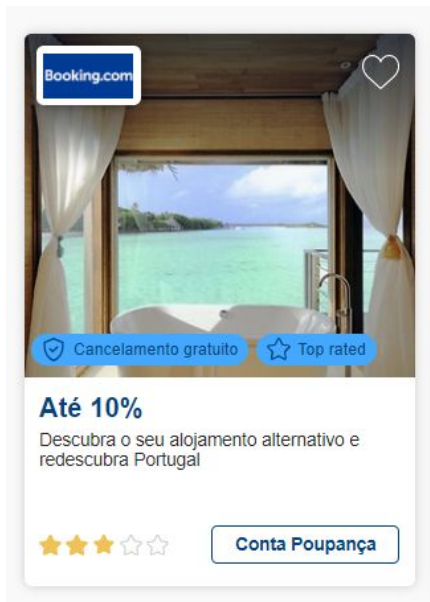 Booking.com
Cancelamento gratuito
Top rated
Até 10%
Descubra o seu alojamento alternativo e
redescubra Portugal
Conta Poupança